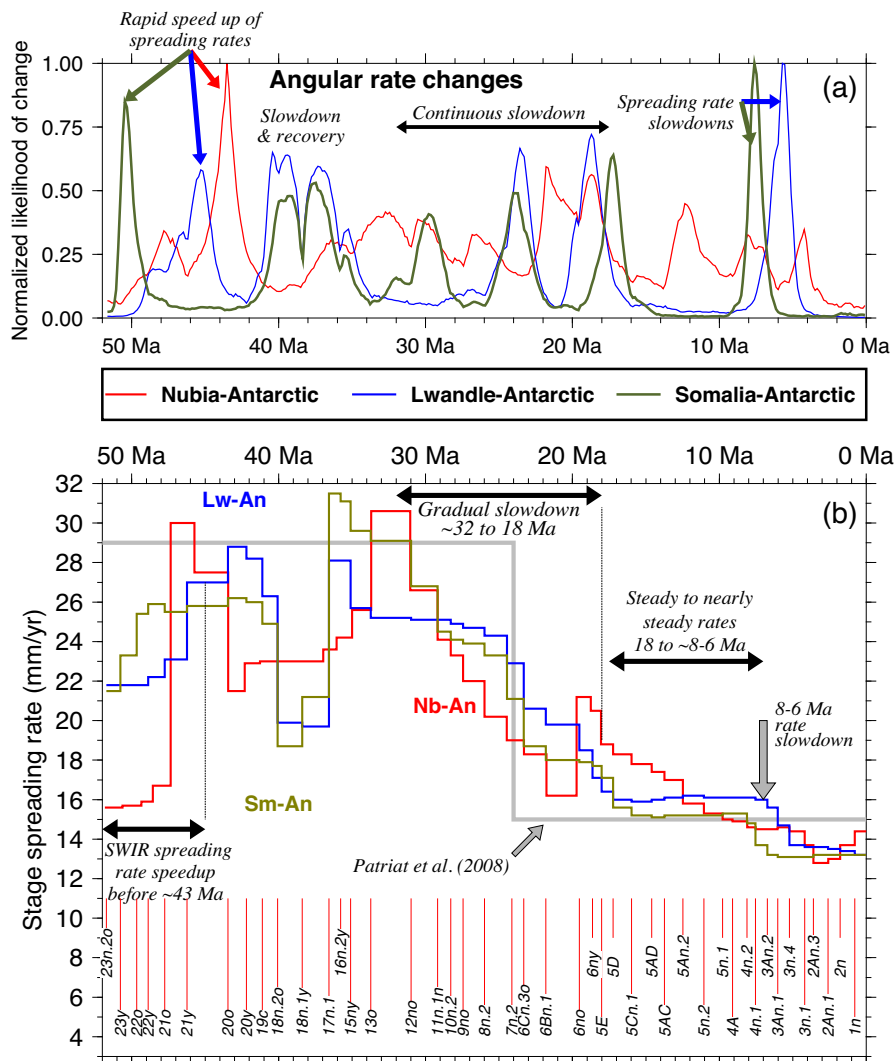 Rapid speed up of
spreading rates
1.00
0.75
0.50
0.25
0.00
Normalized likelihood of change
Angular rate changes
(a)
Slowdown
& recovery
Continuous slowdown
Spreading rate
slowdowns
50 Ma
40 Ma
30 Ma
20 Ma
10 Ma
0 Ma
Nubia-Antarctic
Lwandle-Antarctic
Somalia-Antarctic
50 Ma
40 Ma
30 Ma
20 Ma
10 Ma
0 Ma
32
30
28
26
24
22
20
18
16
14
12
10
8
6
4
Stage spreading rate (mm/yr)
(b)
Lw-An
Gradual slowdown
~32 to 18 Ma
Steady to nearly
steady rates
18 to ~8-6 Ma
Nb-An
8-6 Ma
rate
slowdown
Sm-An
SWIR spreading
rate speedup
before ~43 Ma
Patriat et al. (2008)
23n.2o
23y
22o
22y
21o
21y
20o
20y
19c
18n.2o
18n.1y
17n.1
16n.2y
15ny
13o
12no
11n.1n
10n.2
9no
8n.2
7n.2
6Cn.3o
6Bn.1
6no
6ny
5E
5D
5Cn.1
5AD
5AC
5An.2
5n.2
5n.1
4A
4n.2
4n.1
3An.2
3An.1
3n.4
3n.1
2An.3
2An.1
2n
1n